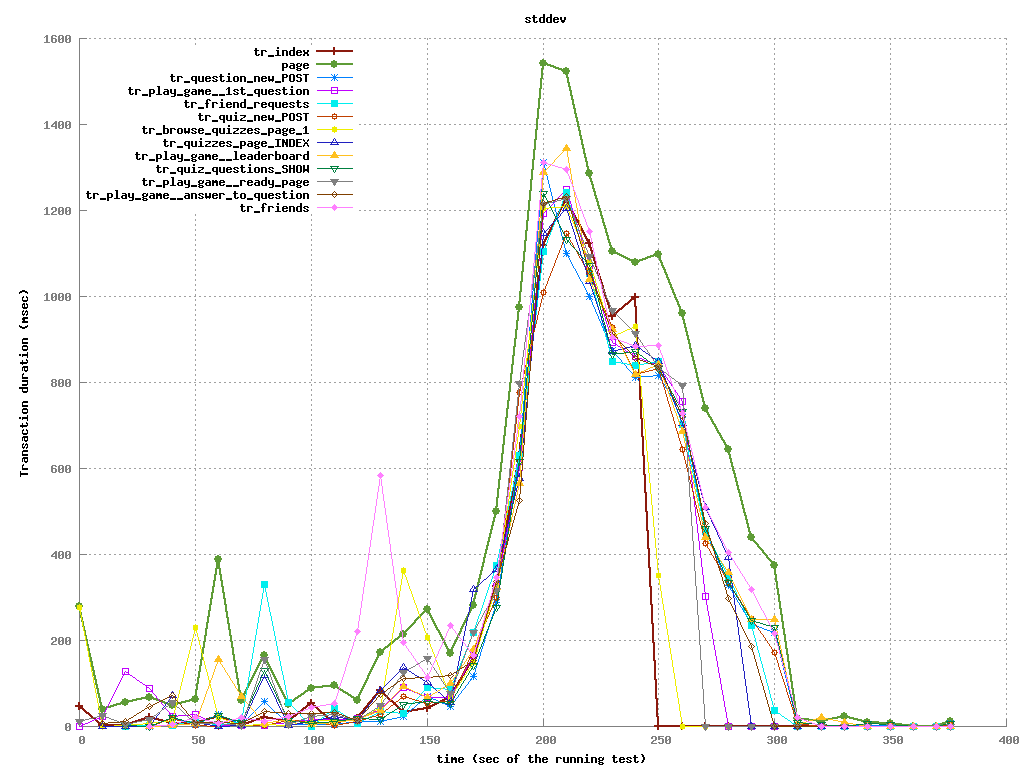 stddev
tr_index
page
tr_question_new_POST
tr_play_game__1st_question
tr_friend_requests
tr_quiz_new_POST
tr_browse_quizzes_page_1
tr_quizzes_page_INDEX
tr_play_game__leaderboard
tr_quiz_questions_SHOW
tr_play_game__ready_page
tr_play_game__answer_to_question
tr_friends
Transaction duration (msec)
1600
1400
1200
1000
800
600
400
200
0
0 50 100 150 200 250 300 350 400
time (sec of the running test)